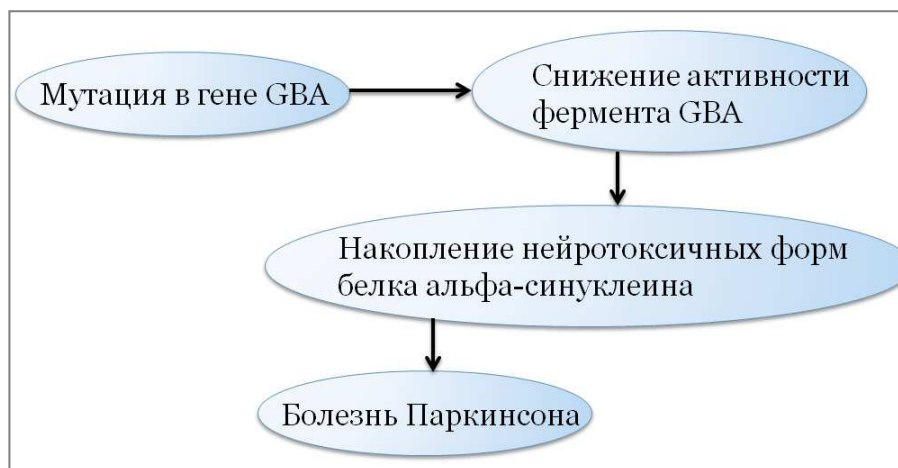 Мутация в гене GBA
Снижение активности
фермента GBA
Накопление нейротоксичных форм
белка альфа-синуклеина
Болезнь Паркинсона